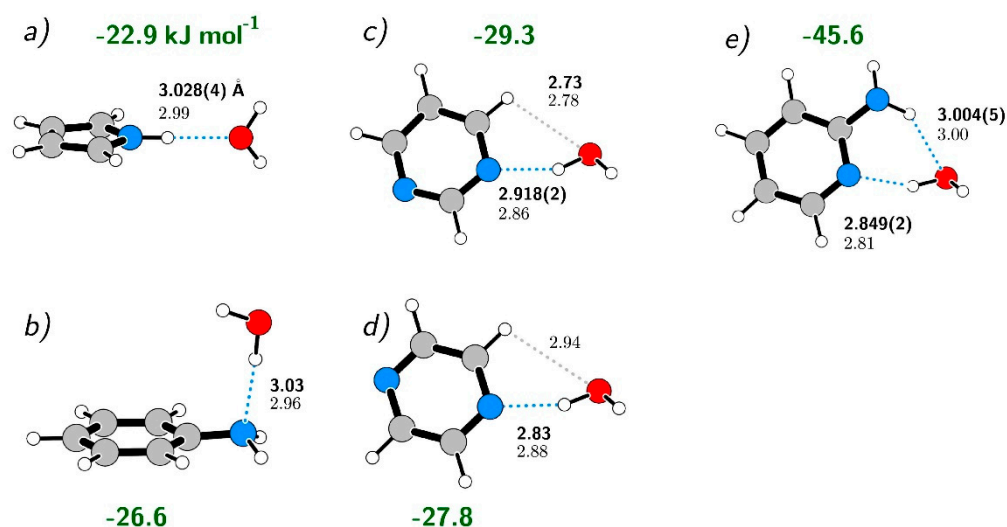 a)
-22.9 kJ mol⁻¹
3.028(4) Å
2.99
c)
-29.3
2.73
2.78
2.918(2)
2.86
e)
-45.6
3.004(5)
3.00
2.849(2)
2.81
b)
3.03
2.96
-26.6
d)
2.94
2.83
2.88
-27.8